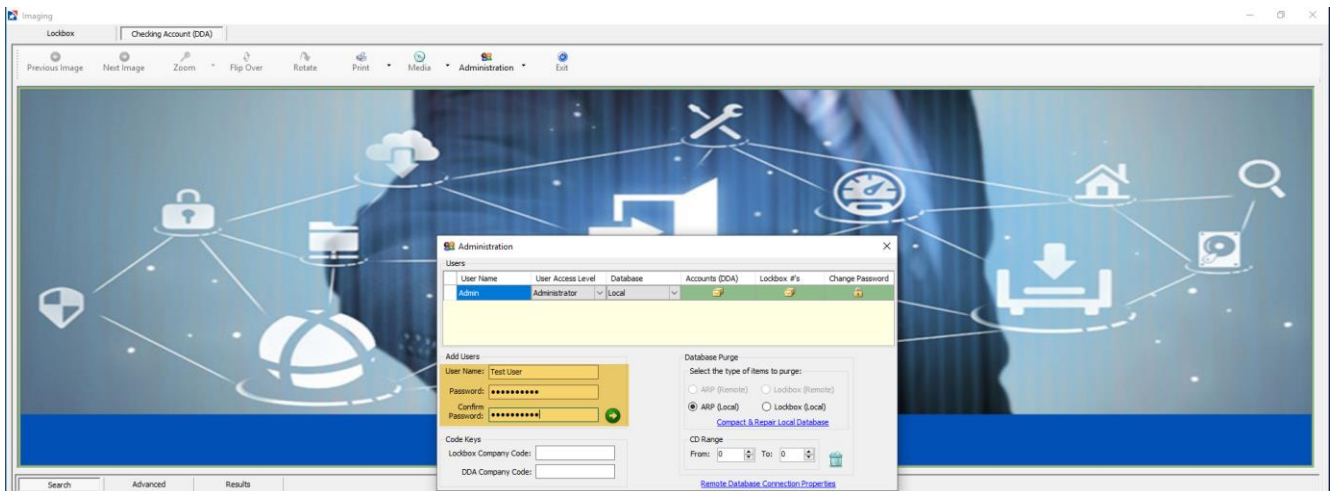 Imaging
Lockbox Checking Account (DDA)
Previous Image Next Image Zoom Flip Over Rotate Print Media Administration Exit
Administration
Users
User Name User Access Level Database Accounts (DDA) Lockbox #'s Change Password
Admin Administrator Local
Add Users
User Name: Test User
Password: ••••••••••
Confirm
Password: ••••••••••
Database Purge
Select the type of items to purge:
ARP (Remote) Lockbox (Remote)
ARP (Local) Lockbox (Local)
Compact & Repair Local Database
Code Keys
Lockbox Company Code:
DDA Company Code:
CD Range
From: 0 To: 0
Remote Database Connection Properties
Search Advanced Results